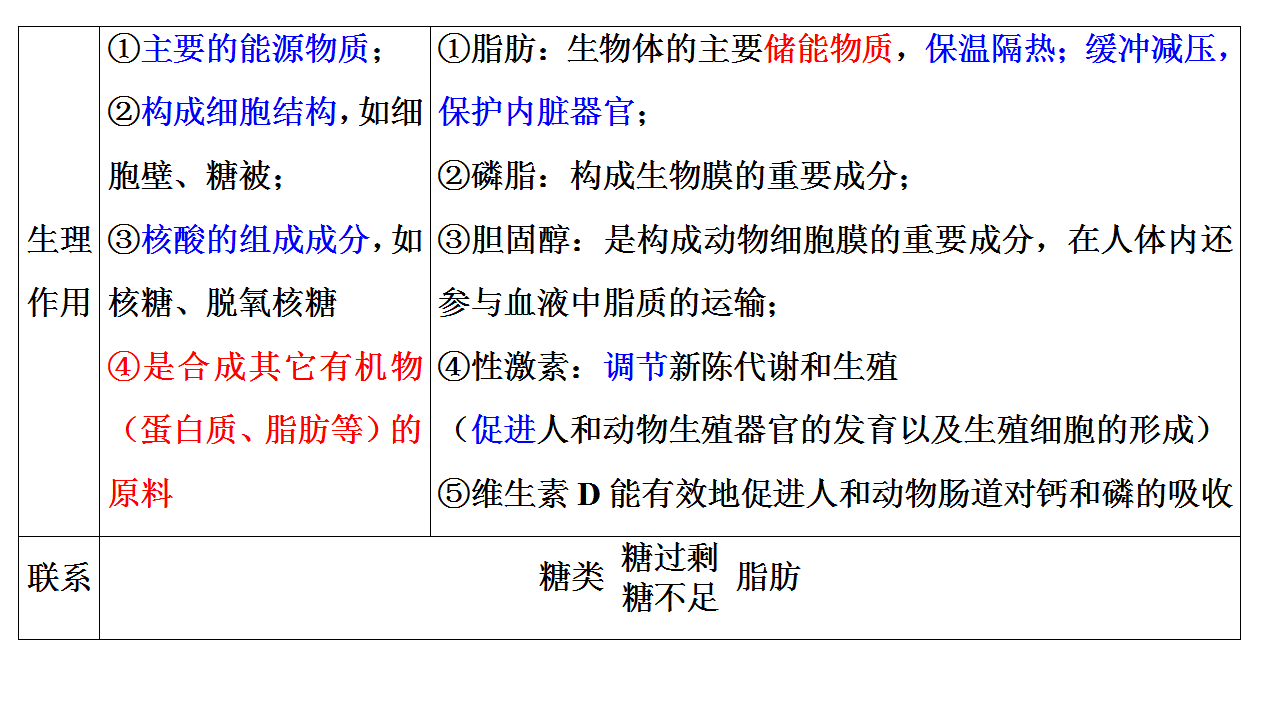 生理
作用
①主要的能源物质；
②构成细胞结构，如细
胞壁、糖被；
③核酸的组成成分，如
核糖、脱氧核糖
④是合成其它有机物
（蛋白质、脂肪等）的
原料
①脂肪：生物体的主要储能物质，保温隔热；缓冲减压，
保护内脏器官；
②磷脂：构成生物膜的重要成分；
③胆固醇：是构成动物细胞膜的重要成分，在人体内还
参与血液中脂质的运输；
④性激素：调节新陈代谢和生殖
（促进人和动物生殖器官的发育以及生殖细胞的形成）
⑤维生素 D 能有效地促进人和动物肠道对钙和磷的吸收
联系
糖类 糖过剩 脂肪
糖不足